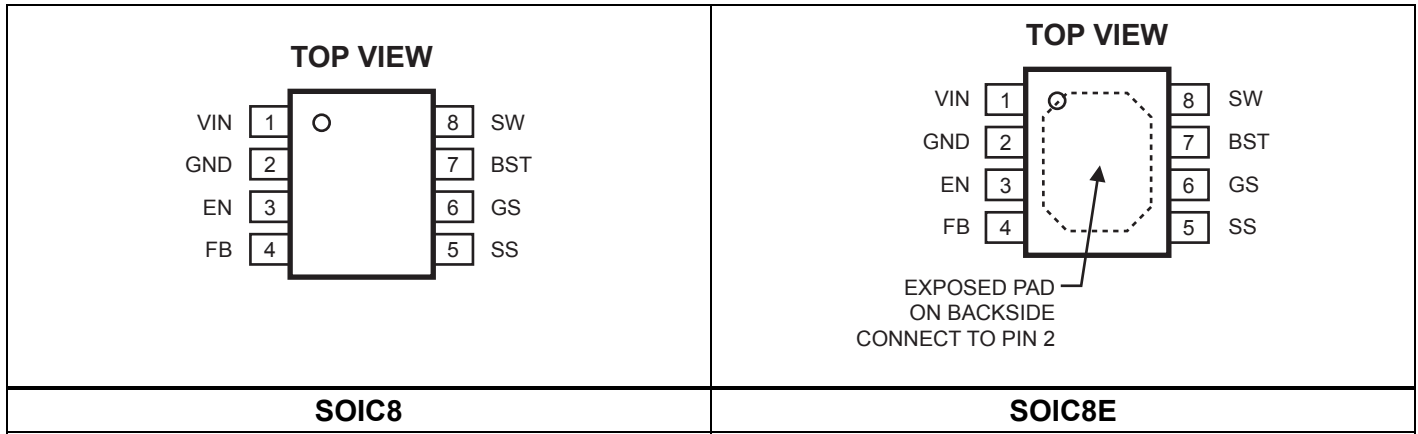 TOP VIEW
VIN 1 8 SW
GND 2 7 BST
EN 3 6 GS
FB 4 5 SS
SOIC8
TOP VIEW
VIN 1 8 SW
GND 2 7 BST
EN 3 6 GS
FB 4 5 SS
EXPOSED PAD
ON BACKSIDE
CONNECT TO PIN 2
SOIC8E